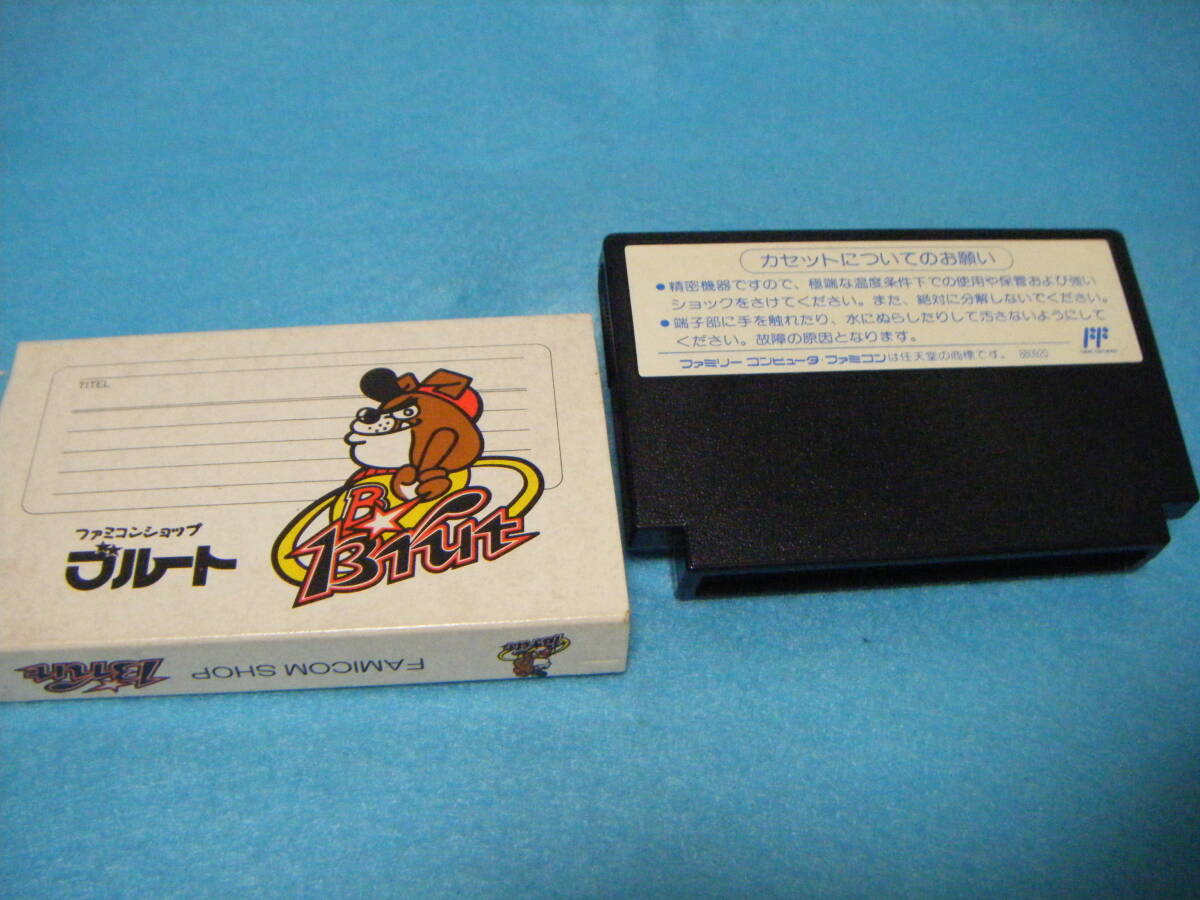 TITEL
B
Brut
ファミコンショップ
ブルート
FAMICOM SHOP
Brut
カセットについてのお願い
●精密機器ですので、極端な温度条件下での使用や保管および強い
ショックをさけてください。また、絶対に分解しないでください。
●端子部に手を触れたり、水にぬらしたりして汚さないようにして
ください。故障の原因となります。
ファミリーコンピュータ・ファミコンは任天堂の商標です。
FF